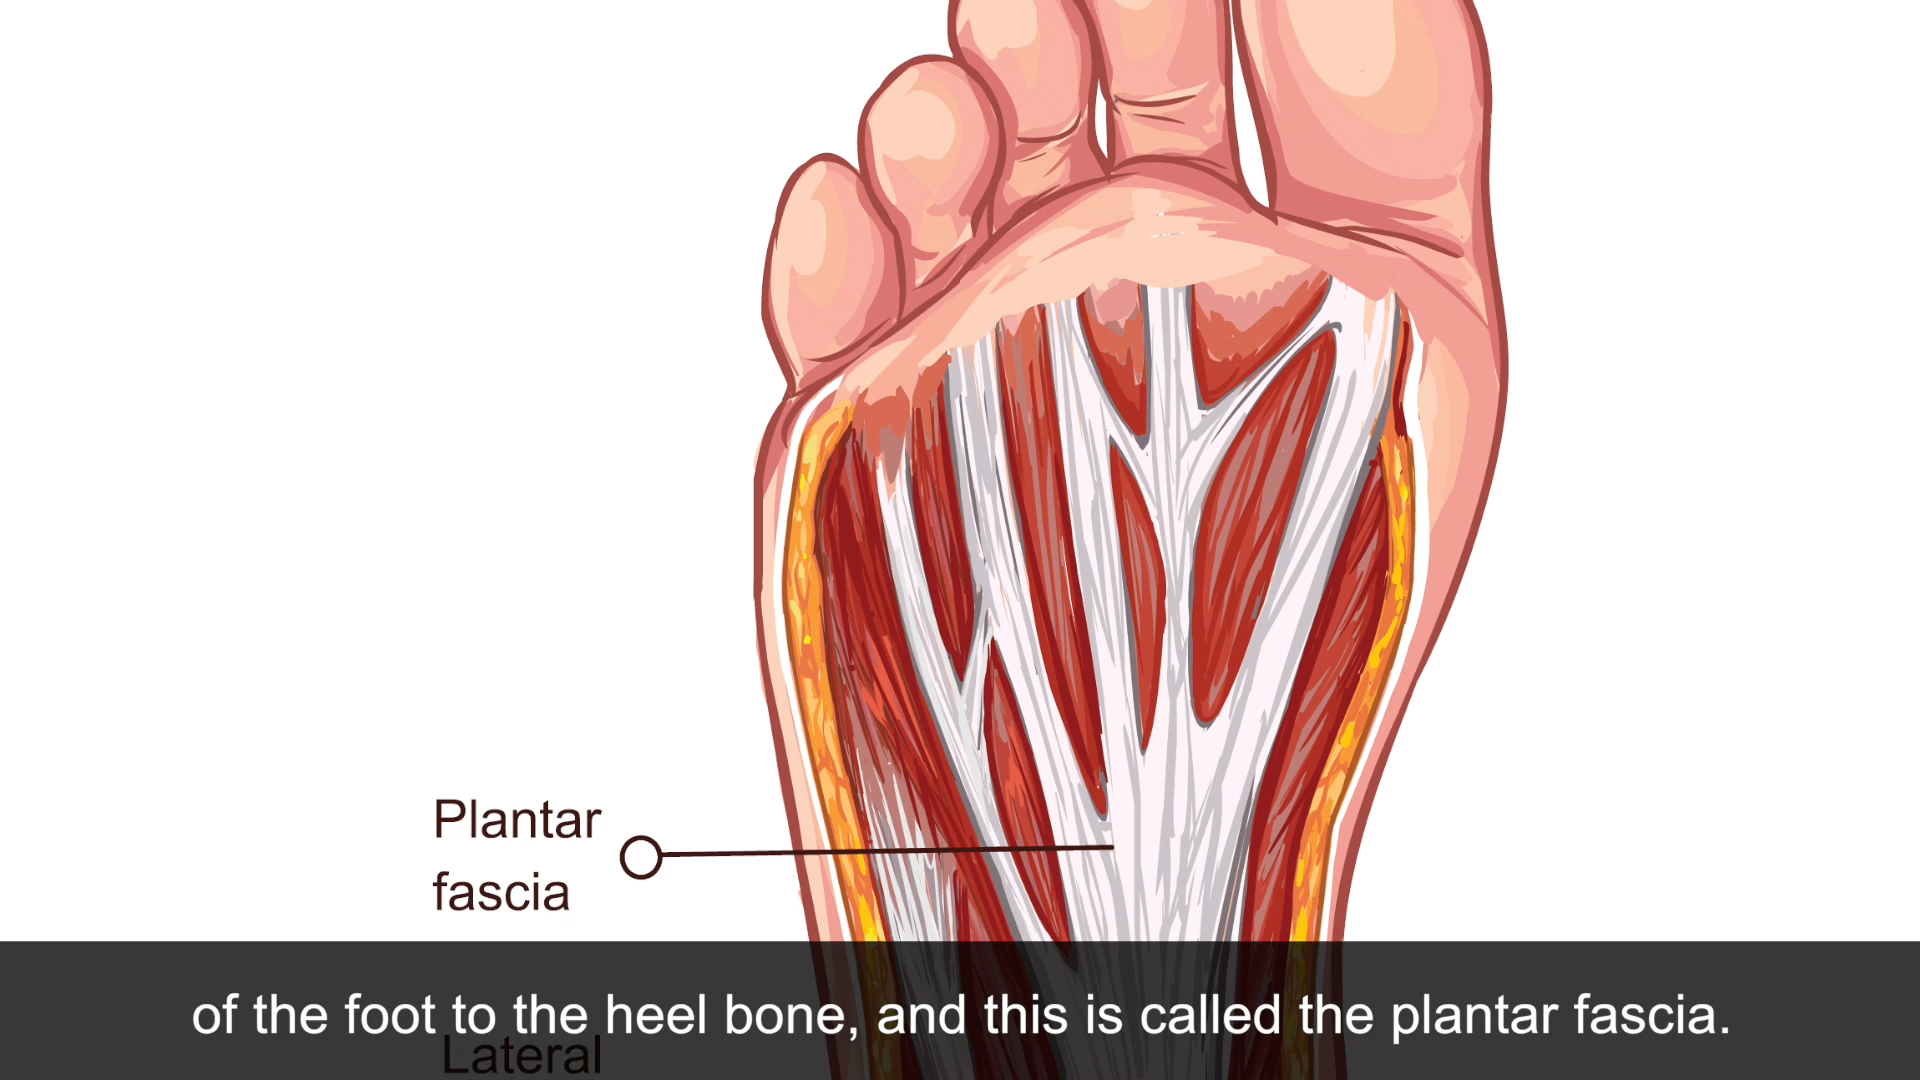 Plantar
fascia
of the foot to the heel bone, and this is called the plantar fascia.
Lateral